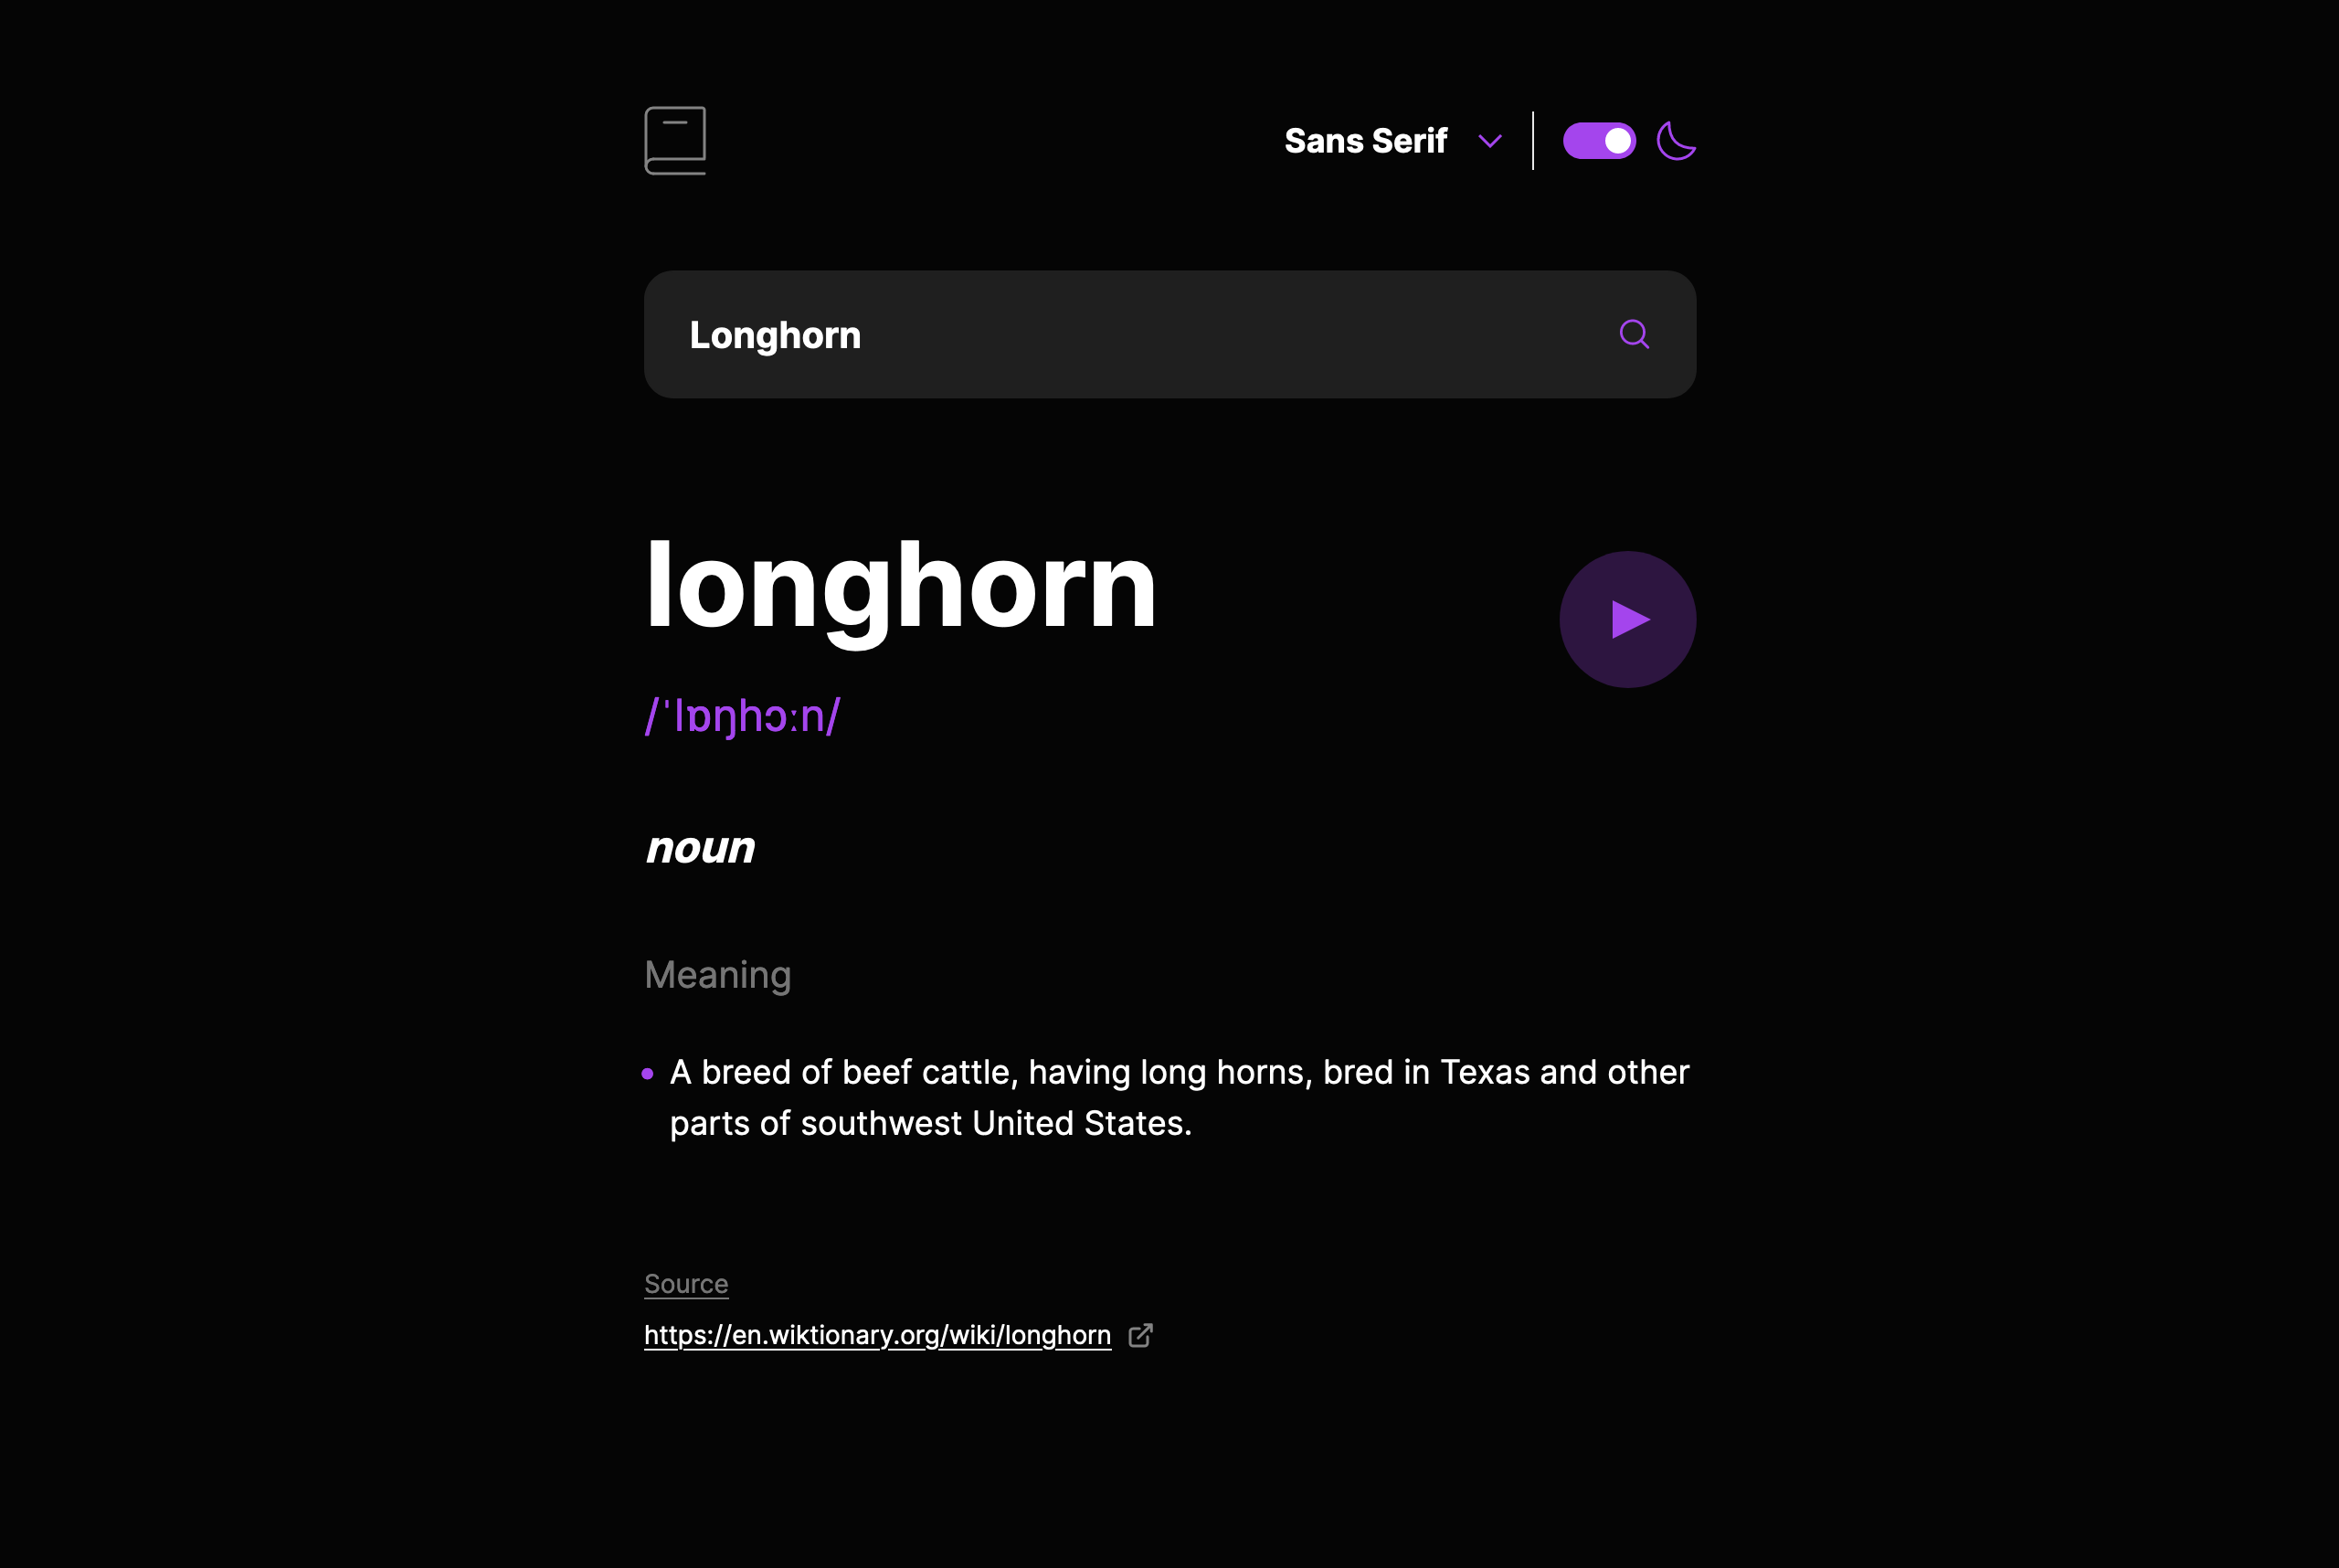 Sans Serif
Longhorn
longhorn
/ˈlɒŋhɔːn/
noun
Meaning
A breed of beef cattle, having long horns, bred in Texas and other
parts of southwest United States.
Source
https://en.wiktionary.org/wiki/longhorn